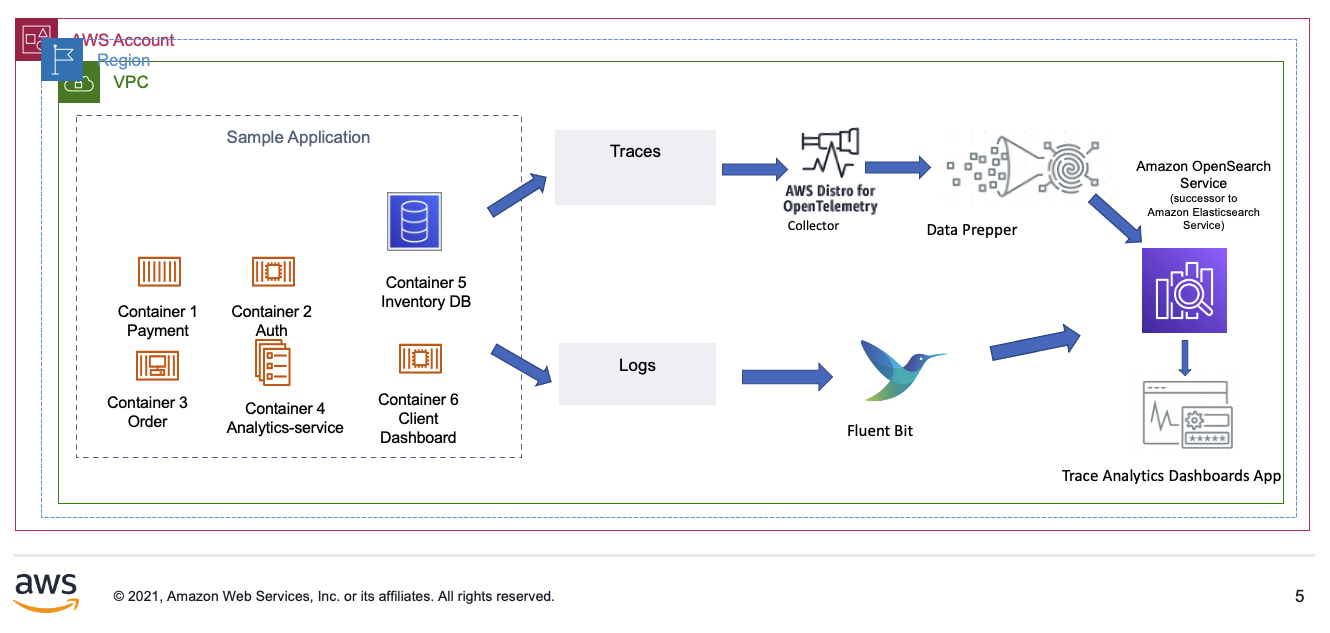 AWS Account
Region
VPC
Sample Application
Container 1
Payment
Container 2
Auth
Container 3
Order
Container 4
Analytics-service
Container 5
Inventory DB
Container 6
Client
Dashboard
Traces
Logs
AWS Distro for
OpenTelemetry
Collector
Data Prepper
Fluent Bit
Amazon OpenSearch
Service
(successor to
Amazon Elasticsearch
Service)
Trace Analytics Dashboards App
aws
© 2021, Amazon Web Services, Inc. or its affiliates. All rights reserved.
5